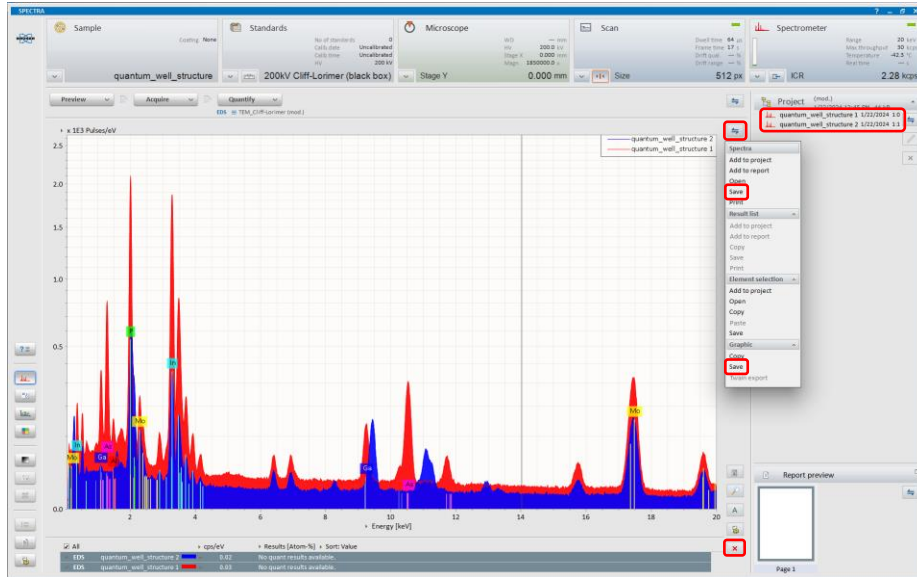 SPECTRA
Sample
Coating None
quantum_well_structure
Standards
No of standards 0
Calib.date Uncalibrated
Calib.time Uncalibrated
HV 200 kV
200kV Cliff-Lorimer (black box)
Microscope
WD — mm
HV 200.0 kV
Stage X 0.000 mm
Magn. 1850000.0 x
Stage Y 0.000 mm
Scan
Dwell time 64 µs
Frame time 17 s
Drift qual. — %
Drift range — %
Size 512 px
Spectrometer
Range 20 keV
Max.throughput 30 kcps
Temperature -42.5 °C
Real time — s
ICR 2.28 kcps
Preview
Acquire
Quantify
EDS TEM_Cliff-Lorimer (mod.)
Project (mod.)
quantum_well_structure 1 1/22/2024 1:0
quantum_well_structure 2 1/22/2024 1:1
x 1E3 Pulses/eV
quantum_well_structure 2
quantum_well_structure 1
2.5
2.0
1.5
1.0
0.5
0.0
P
In
Mo
In
Mo
Ga
As
Ga
As
Mo
2 4 6 8 10 12 14 16 18 20
Energy [keV]
Spectra
Add to project
Add to report
Open
Save
Print
Result list
Add to project
Add to report
Copy
Save
Print
Element selection
Add to project
Open
Copy
Paste
Save
Graphic
Copy
Save
Twain export
A
All cps/eV Results [Atom-%] Sort: Value
EDS quantum_well_structure 2 0.02 No quant results available.
EDS quantum_well_structure 1 0.03 No quant results available.
Report preview
Page 1